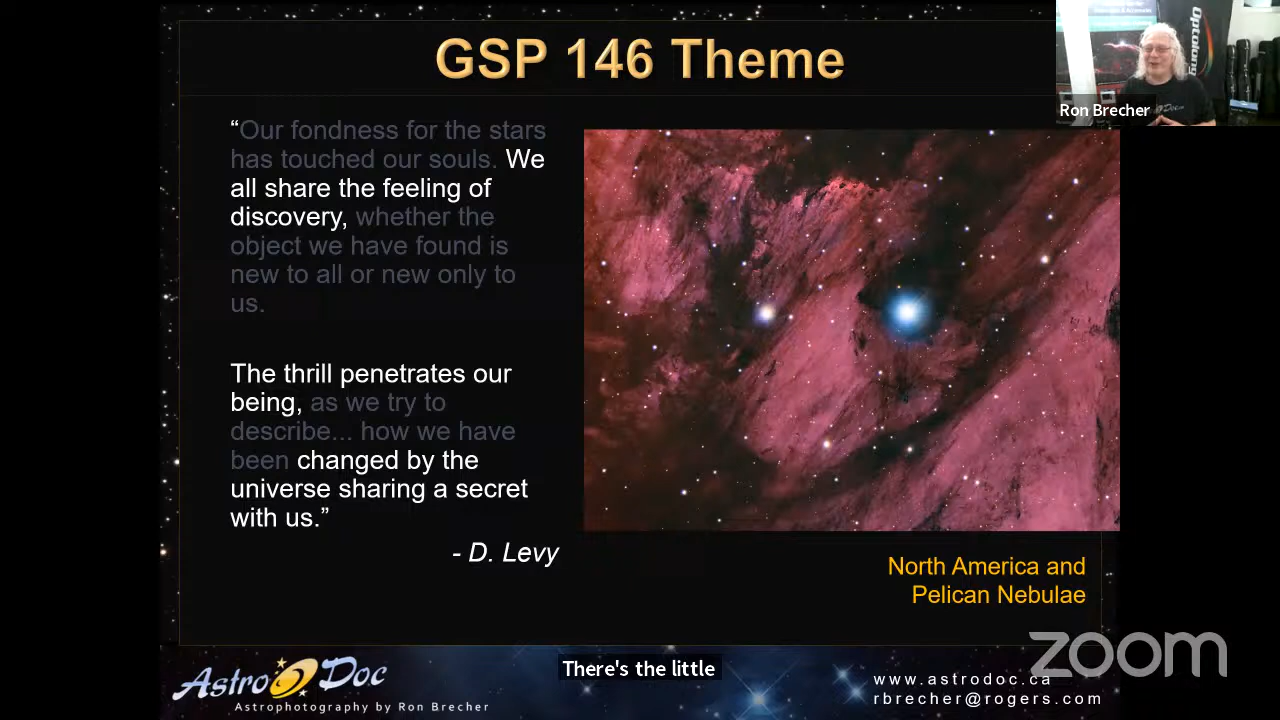 GSP 146 Theme
Optolong
Ron Brecher
“Our fondness for the stars
has touched our souls. We
all share the feeling of
discovery, whether the
object we have found is
new to all or new only to
us.
The thrill penetrates our
being, as we try to
describe... how we have
been changed by the
universe sharing a secret
with us.”
- D. Levy
North America and
Pelican Nebulae
zoom
There's the little
AstroDoc
Astrophotography by Ron Brecher
www.astrodoc.ca
rbrecher@rogers.com